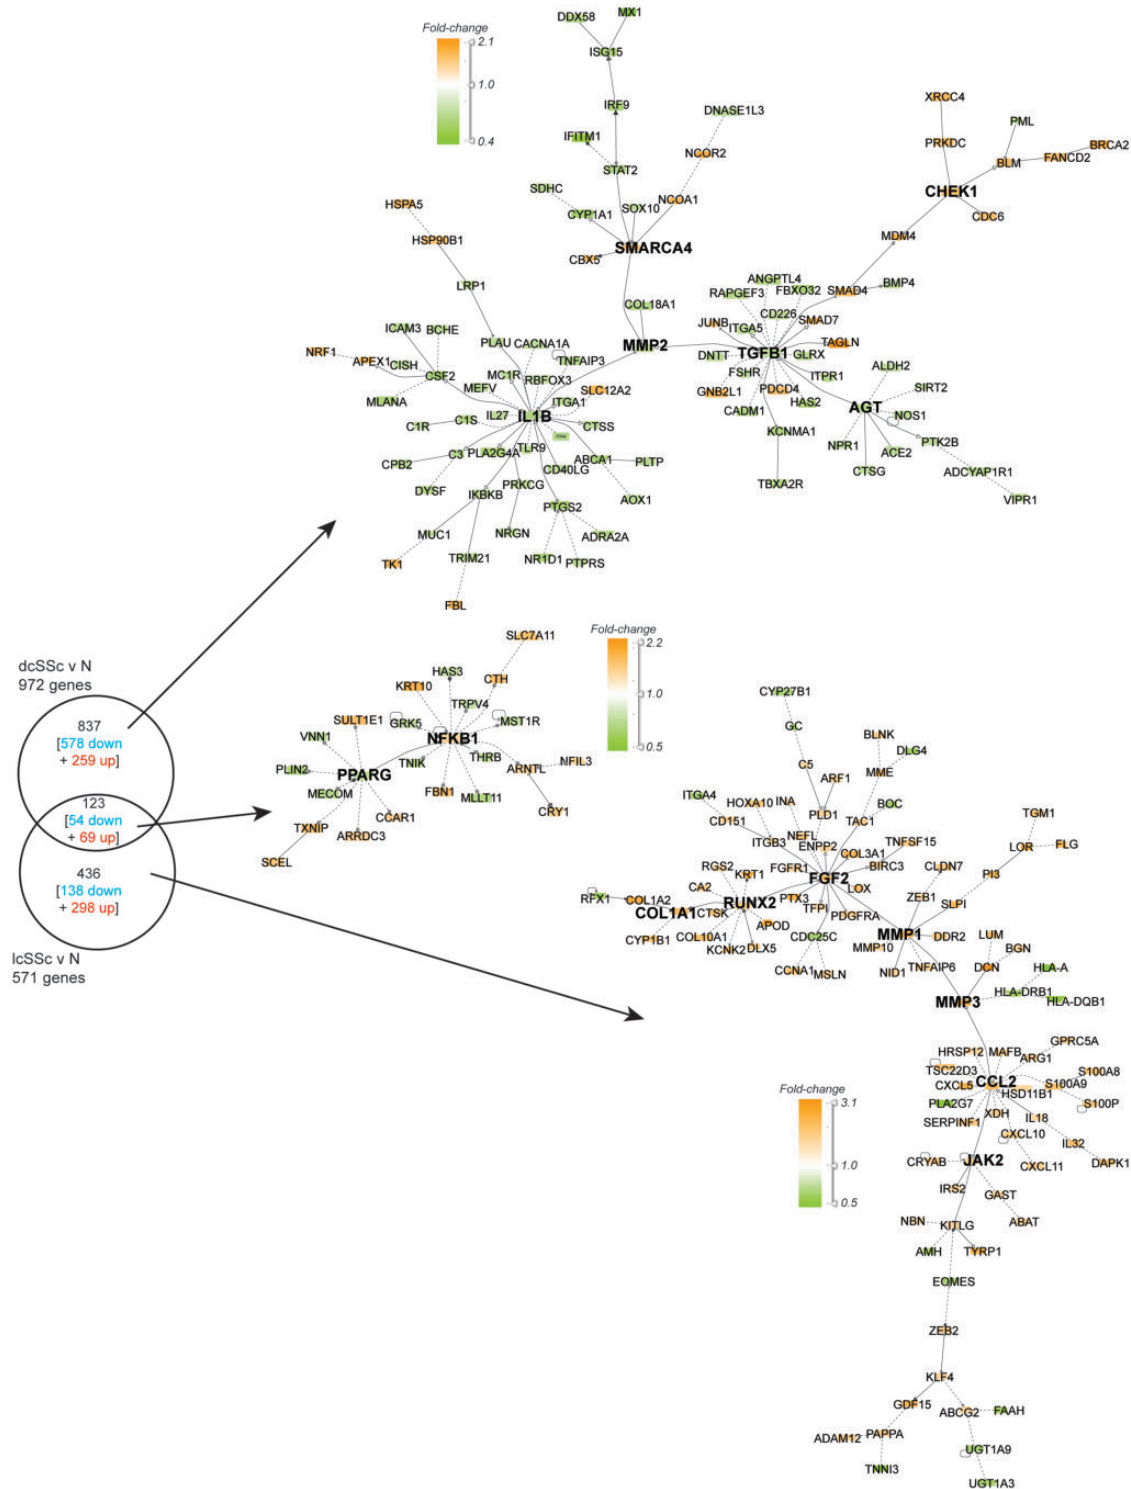 Fold-change
2.1
1.0
0.4
DDX58
MX1
ISG15
IRF9
DNASE1L3
IFITM1
NCOR2
STAT2
SDHC
NCOA1
CYP1A1
SOX10
SMARCA4
CBX5
HSPA5
HSP90B1
LRP1
COL18A1
MMP2
XRCC4
PML
PRKDC
BRCA2
BLM
FANCD2
CHEK1
CDC6
MDM4
ANGPTL4
RAPGEF3
FBXO32
SMAD4
BMP4
CD226
JUNB
ITGA5
SMAD7
TAGLN
DNTT
TGFB1
GLRX
FSHR
ITPR1
ALDH2
GNB2L1
PDCD4
SIRT2
CADM1
HAS2
AGT
NOS1
KCNMA1
PTK2B
NPR1
ACE2
CTSG
ADCYAP1R1
TBXA2R
VIPR1
ICAM3
BCHE
PLAU
CACNA1A
NRF1
APEX1
TNFAIP3
CISH
CSF2
MC1R
RBFOX3
MEFV
SLC12A2
MLANA
ITGA1
IL27
IL1B
C1R
C1S
CTSS
C3
PLA2G4A
TLR9
CPB2
CD40LG
ABCA1
PLTP
DYSF
IKBKB
PRKCG
AOX1
PTGS2
MUC1
NRGN
ADRA2A
TK1
TRIM21
NR1D1
PTPRS
FBL
dcSSc v N
972 genes
837
[578 down
+ 259 up]
123
[54 down
+ 69 up]
436
[138 down
+ 298 up]
lcSSc v N
571 genes
Fold-change
2.2
1.0
0.5
SLC7A11
HAS3
KRT10
CTH
SULT1E1
TRPV4
GRK5
MST1R
VNN1
NFKB1
THRB
PLIN2
PPARG
TNIK
ARNTL
NFIL3
MECOM
FBN1
MLLT11
CRY1
TXNIP
CCAR1
ARRDC3
SCEL
CYP27B1
GC
BLNK
DLG4
C5
ARF1
MME
ITGA4
HOXA10
INA
BOC
CD151
PLD1
TAC1
NEFL
TNFSF15
ITGB3
ENPP2
COL3A1
TGM1
RGS2
KRT1
FGFR1
BIRC3
CLDN7
LOR
FLG
CA2
FGF2
LOX
PI3
RFX1
COL1A2
RUNX2
PTX3
ZEB1
SLPI
COL1A1
CTSK
TFPI
PDGFRA
CYP1B1
COL10A1
APOD
CDC25C
MMP1
DDR2
LUM
KCNK2
DLX5
MMP10
BGN
CCNA1
MSLN
NID1
TNFAIP6
DCN
HLA-A
HLA-DRB1
MMP3
HLA-DQB1
Fold-change
3.1
1.0
0.5
HRSP12
MAFB
GPRC5A
ARG1
TSC22D3
S100A8
CXCL5
CCL2
S100A9
HSD11B1
PLA2G7
S100P
XDH
SERPINF1
IL18
CXCL10
IL32
CRYAB
JAK2
CXCL11
DAPK1
IRS2
GAST
NBN
KITLG
ABAT
AMH
TYRP1
EOMES
ZEB2
KLF4
GDF15
ABCG2
FAAH
ADAM12
PAPPA
UGT1A9
TNNI3
UGT1A3